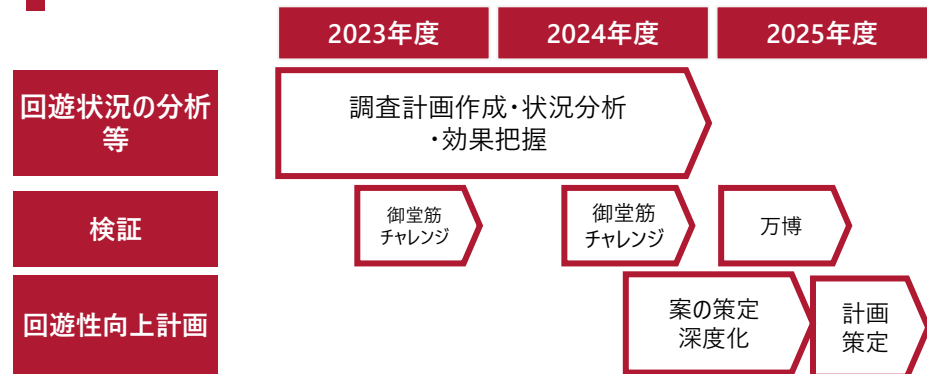 2023年度
2024年度
2025年度
回遊状況の分析
等
調査計画作成・状況分析
・効果把握
検証
御堂筋
チャレンジ
御堂筋
チャレンジ
万博
回遊性向上計画
案の策定
深度化
計画
策定